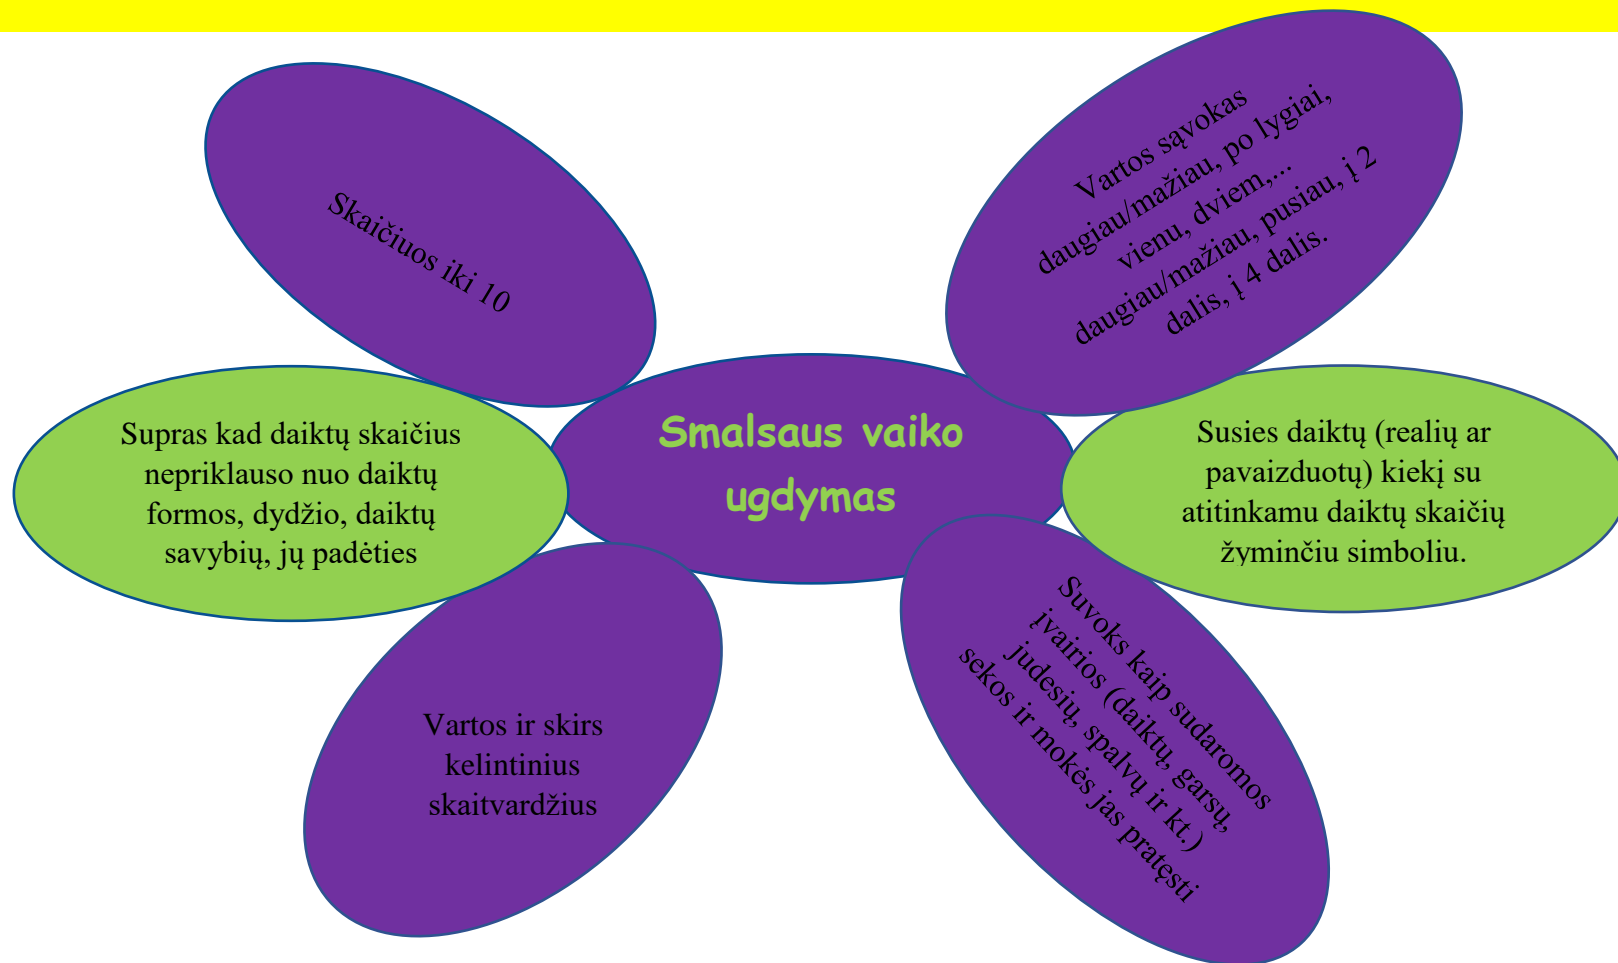 Skaičiuos iki 10
Vartos sąvokas
daugiau/mažiau, po lygiai,
vienu, dviem,...
daugiau/mažiau, pusiau, į 2
dalis, į 4 dalis.
Smalsaus vaiko
ugdymas
Supras kad daiktų skaičius
nepriklauso nuo daiktų
formos, dydžio, daiktų
savybių, jų padėties
Susies daiktų (realių ar
pavaizduotų) kiekį su
atitinkamu daiktų skaičių
žyminčiu simboliu.
Vartos ir skirs
kelintinius
skaitvardžius
Suvoks kaip sudaromos
įvairios (daiktų, garsų,
judesių, spalvų ir kt.)
sekos ir mokės jas pratęsti